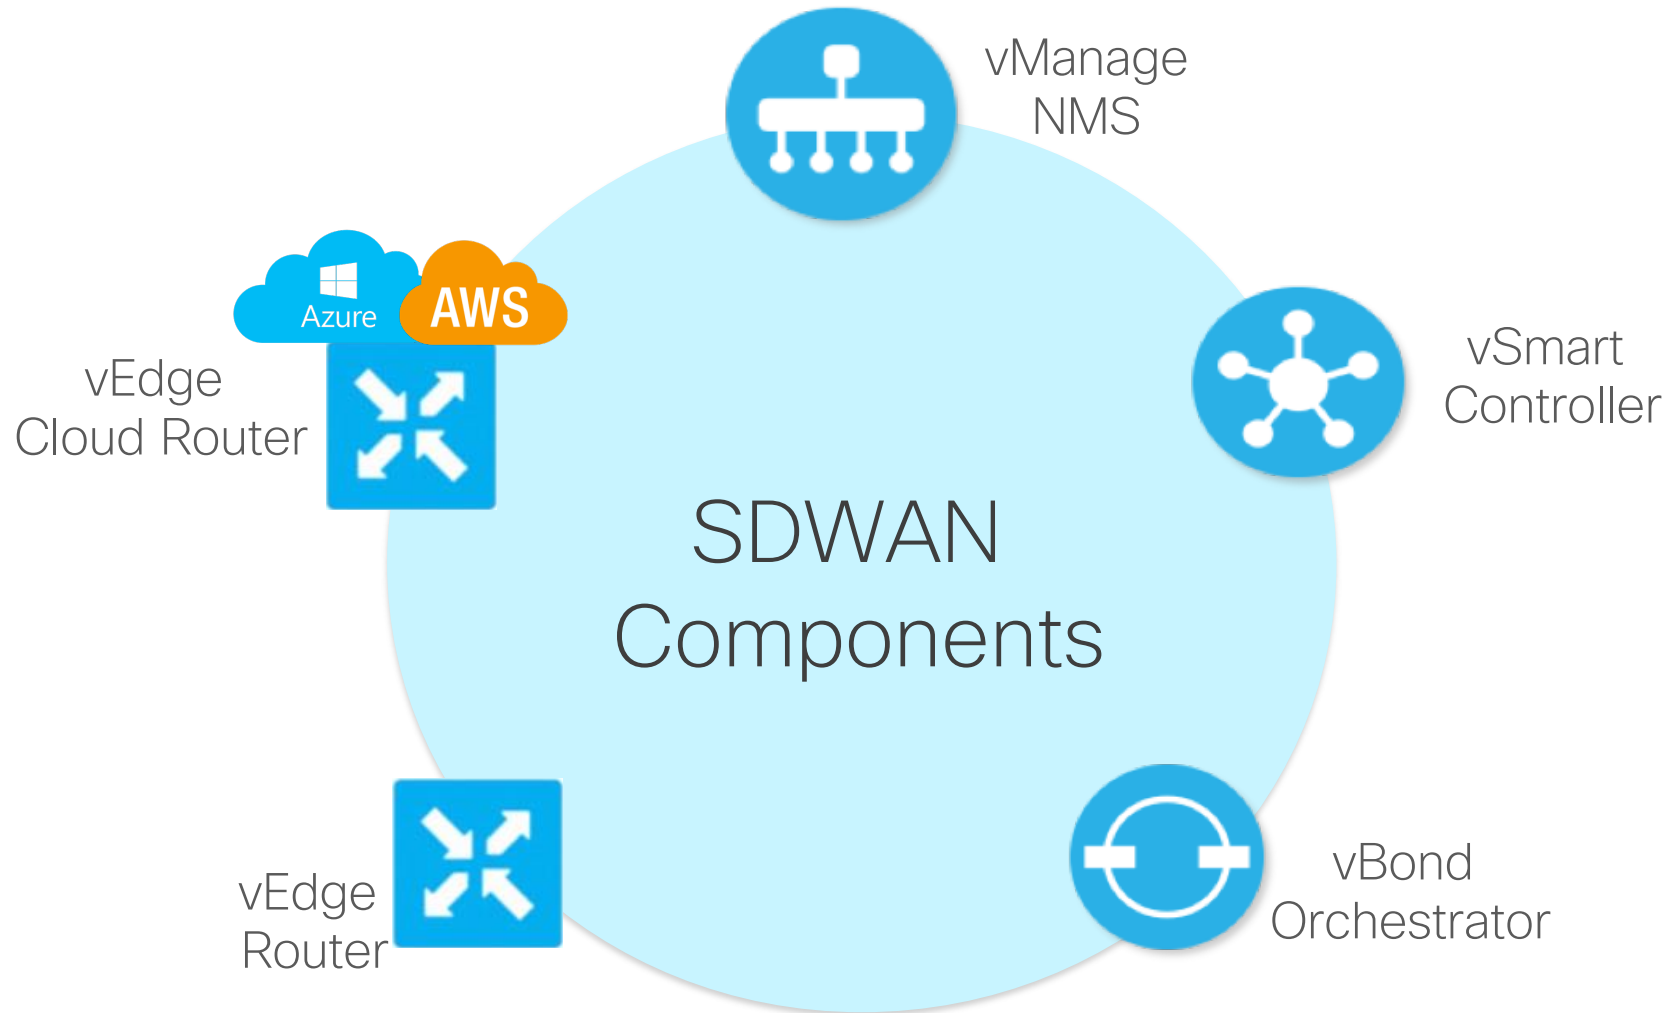 vManage
NMS
Azure
AWS
vEdge
Cloud Router
vSmart
Controller
SDWAN
Components
vEdge
Router
vBond
Orchestrator